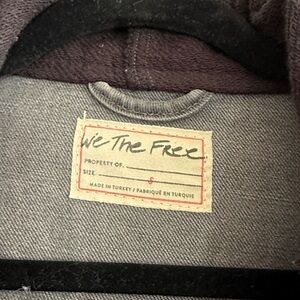 We The Free
PROPERTY OF.
SIZE. S
MADE IN TURKEY / FABRIQUÉ EN TURQUIE